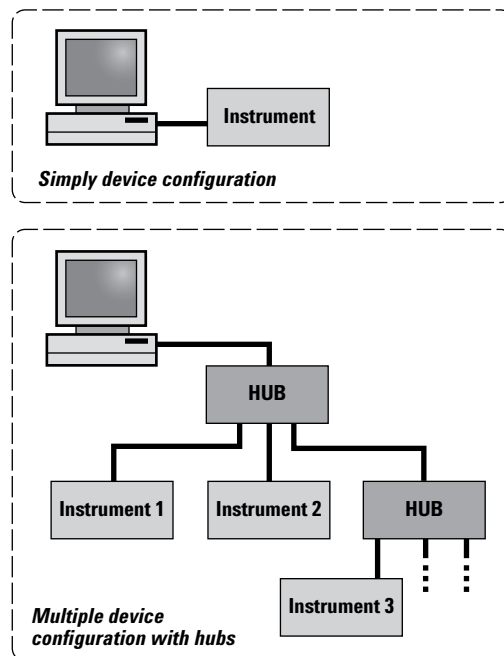 Instrument
Simply device configuration
HUB
Instrument 1
Instrument 2
HUB
Instrument 3
Multiple device
configuration with hubs